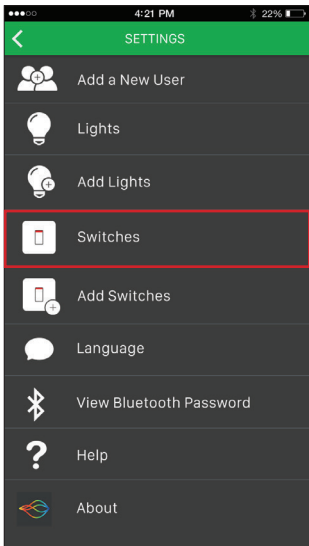 4:21 PM
22%
SETTINGS
Add a New User
Lights
Add Lights
Switches
Add Switches
Language
View Bluetooth Password
Help
About